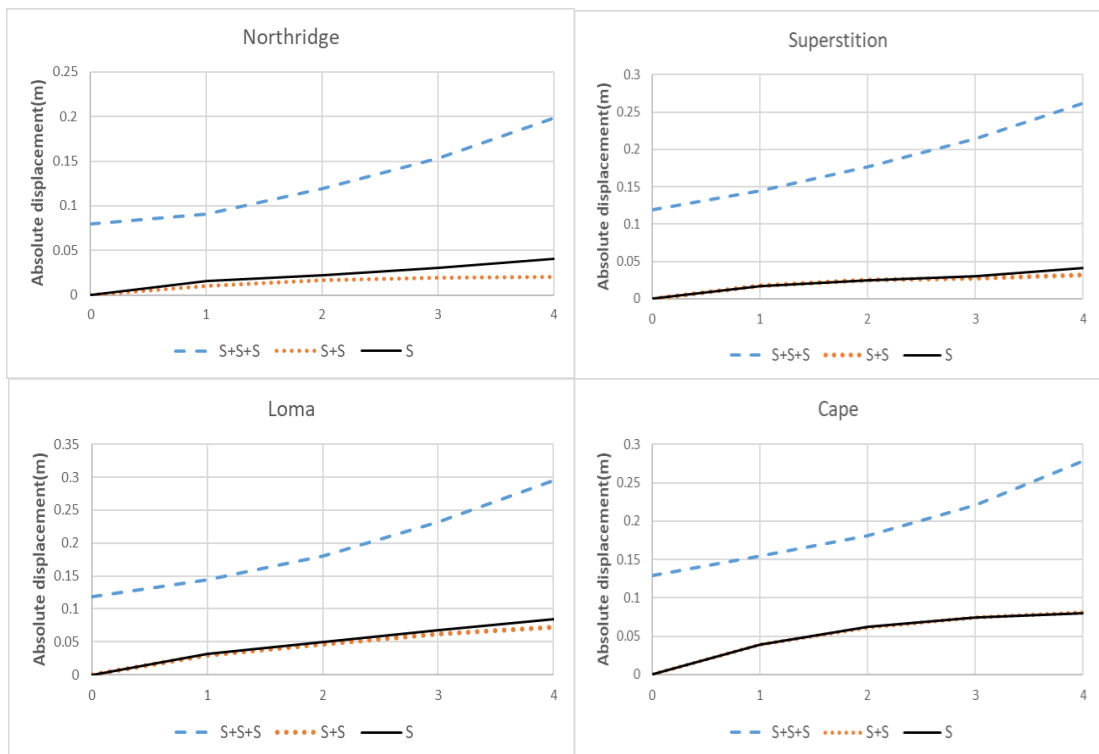 Northridge
Absolute displacement(m)
0.25
0.2
0.15
0.1
0.05
0
0 1 2 3 4
S+S+S S+S S
Superstition
Absolute displacement(m)
0.3
0.25
0.2
0.15
0.1
0.05
0
0 1 2 3 4
S+S+S S+S S
Loma
Absolute displacement(m)
0.35
0.3
0.25
0.2
0.15
0.1
0.05
0
0 1 2 3 4
S+S+S S+S S
Cape
Absolute displacement(m)
0.3
0.25
0.2
0.15
0.1
0.05
0
0 1 2 3 4
S+S+S S+S S